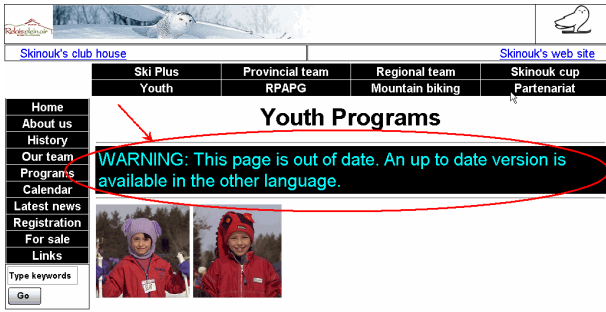 Skinouk's club house
Skinouk's web site
Ski Plus
Provincial team
Regional team
Skinouk cup
Youth
RPAPG
Mountain biking
Partenariat
Home
About us
History
Our team
Programs
Calendar
Latest news
Registration
For sale
Links
Type keywords
Go
Youth Programs
WARNING: This page is out of date. An up to date version is
available in the other language.